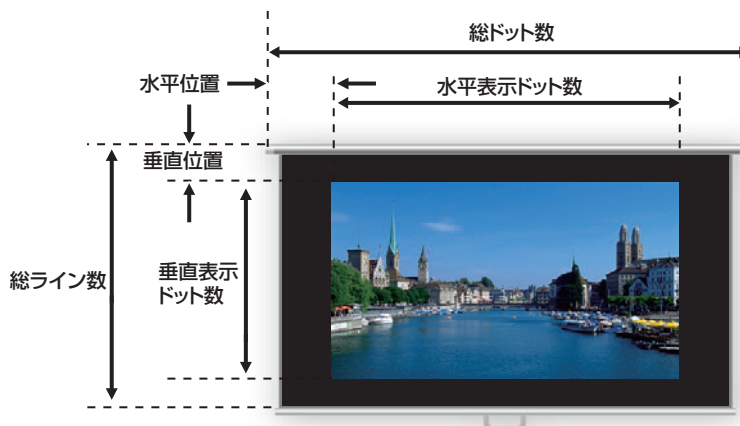 総ドット数
水平位置
水平表示ドット数
垂直位置
総ライン数
垂直表示
ドット数